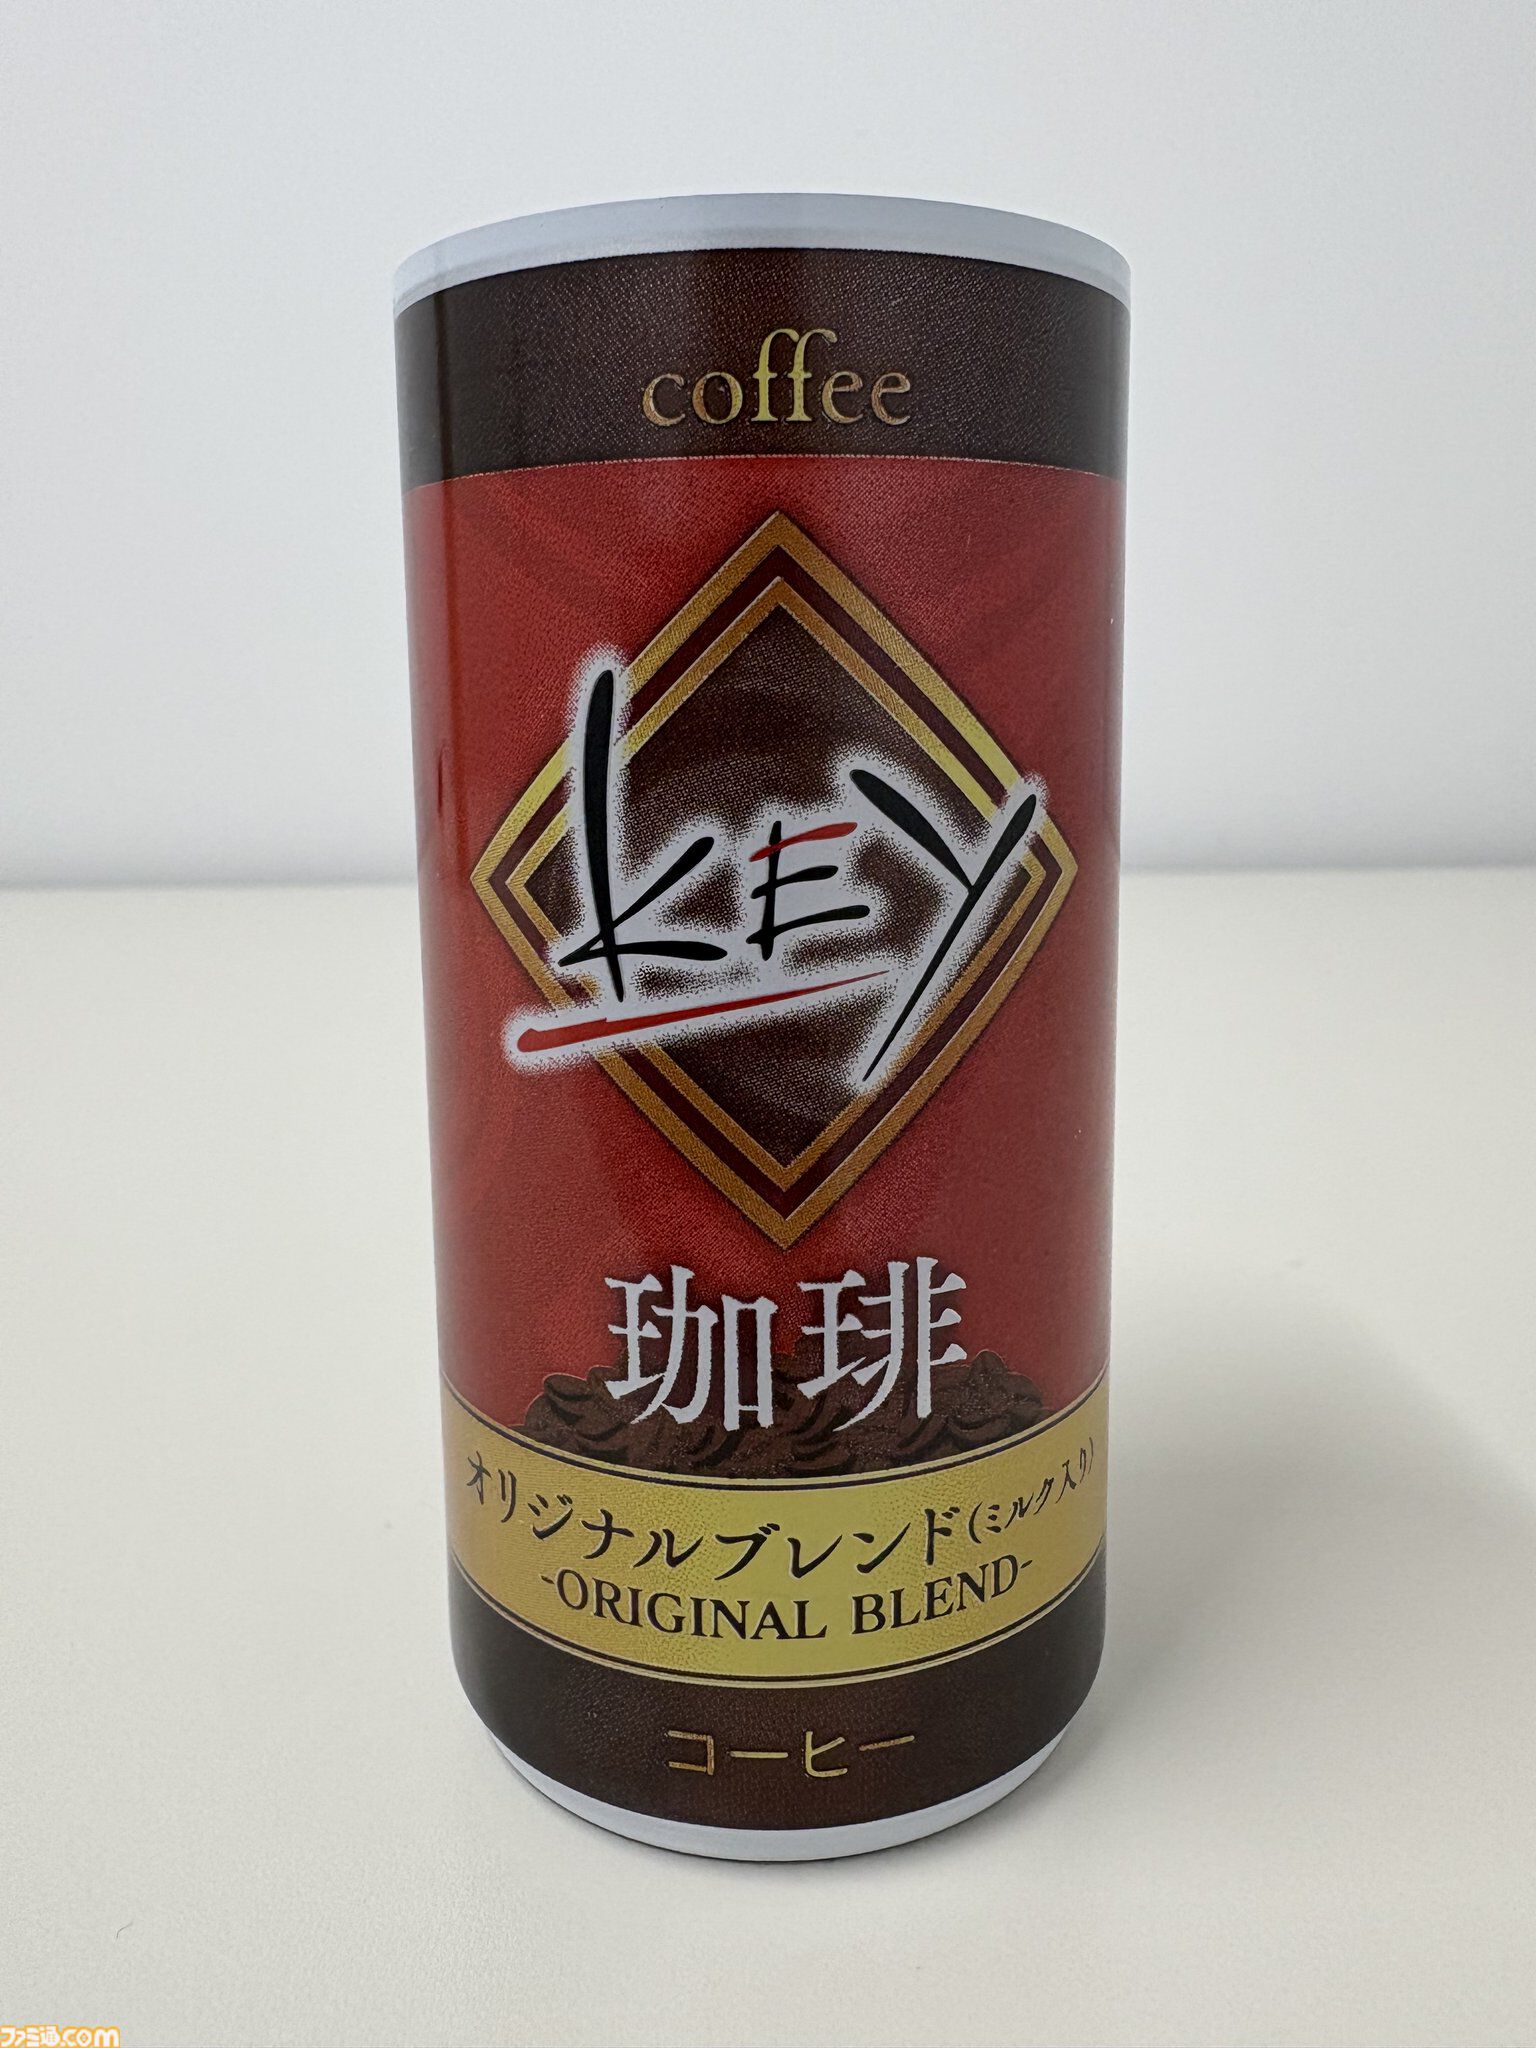 coffee
KEY
珈琲
オリジナルブレンド(ミルク入り)
-ORIGINAL BLEND-
コーヒー
ファミ通.com